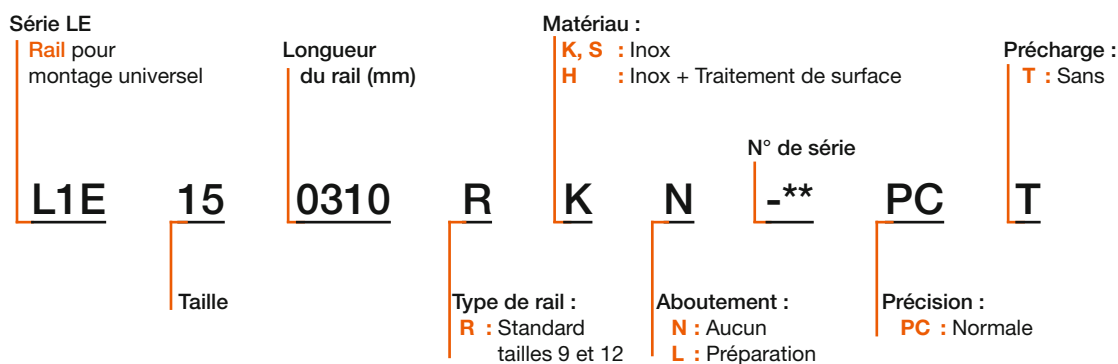 Série LE
Rail pour
montage universel
Longueur
du rail (mm)
Matériau :
K, S : Inox
H : Inox + Traitement de surface
Précharge :
T : Sans
N° de série
L1E 15 0310 R K N -** PC T
Taille
Type de rail :
R : Standard
tailles 9 et 12
Aboutement :
N : Aucun
L : Préparation
Précision :
PC : Normale